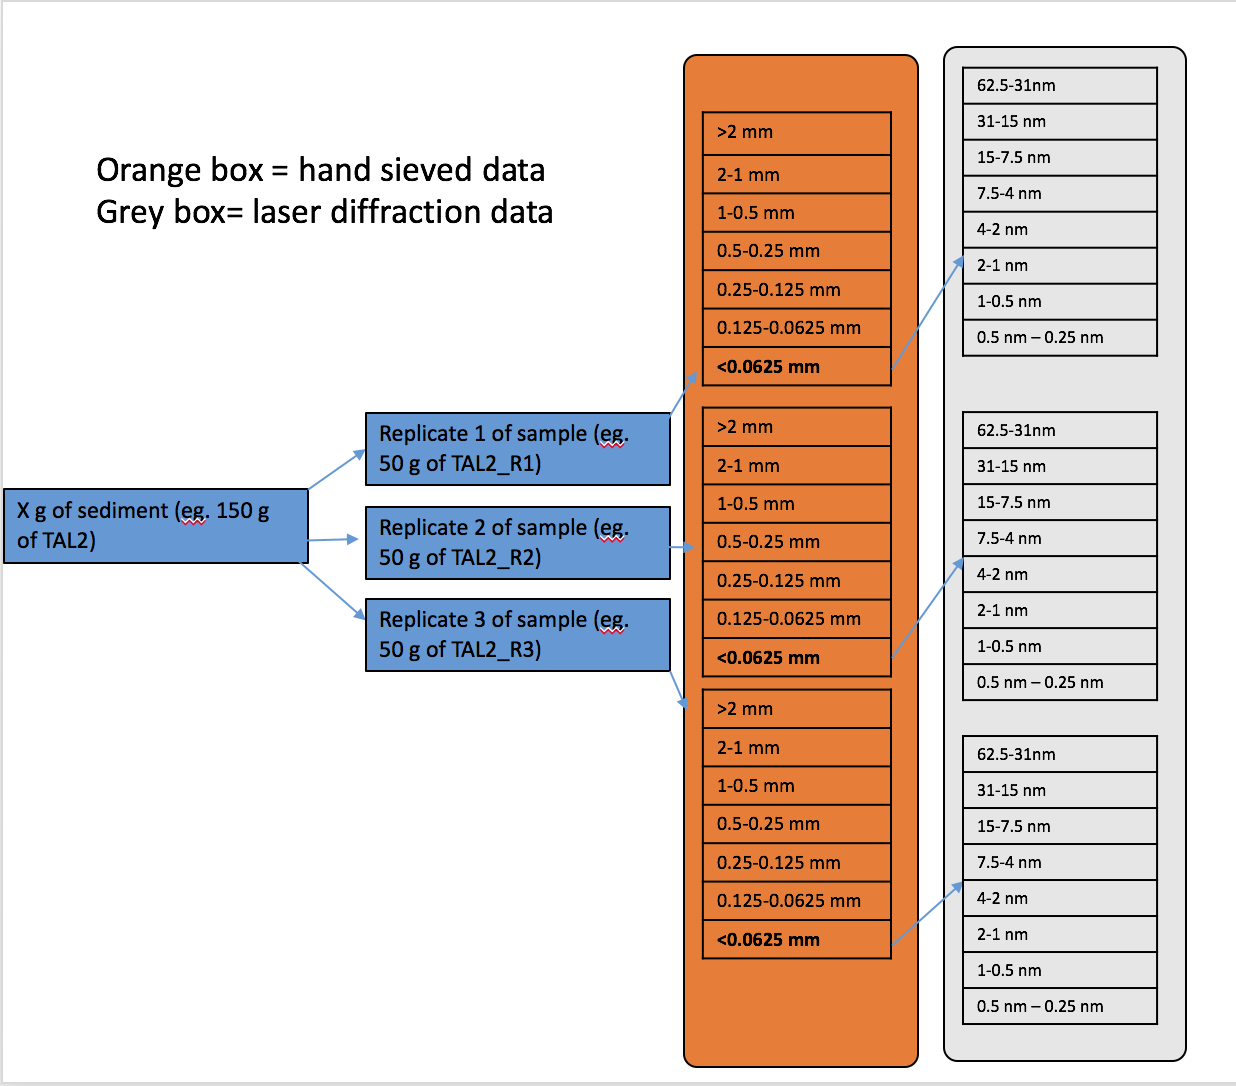 Orange box = hand sieved data
Grey box= laser diffraction data
X g of sediment (eg. 150 g
of TAL2)
Replicate 1 of sample (eg.
50 g of TAL2_R1)
Replicate 2 of sample (eg.
50 g of TAL2_R2)
Replicate 3 of sample (eg.
50 g of TAL2_R3)
>2 mm
2-1 mm
1-0.5 mm
0.5-0.25 mm
0.25-0.125 mm
0.125-0.0625 mm
<0.0625 mm
>2 mm
2-1 mm
1-0.5 mm
0.5-0.25 mm
0.25-0.125 mm
0.125-0.0625 mm
<0.0625 mm
>2 mm
2-1 mm
1-0.5 mm
0.5-0.25 mm
0.25-0.125 mm
0.125-0.0625 mm
<0.0625 mm
62.5-31nm
31-15 nm
15-7.5 nm
7.5-4 nm
4-2 nm
2-1 nm
1-0.5 nm
0.5 nm – 0.25 nm
62.5-31nm
31-15 nm
15-7.5 nm
7.5-4 nm
4-2 nm
2-1 nm
1-0.5 nm
0.5 nm – 0.25 nm
62.5-31nm
31-15 nm
15-7.5 nm
7.5-4 nm
4-2 nm
2-1 nm
1-0.5 nm
0.5 nm – 0.25 nm